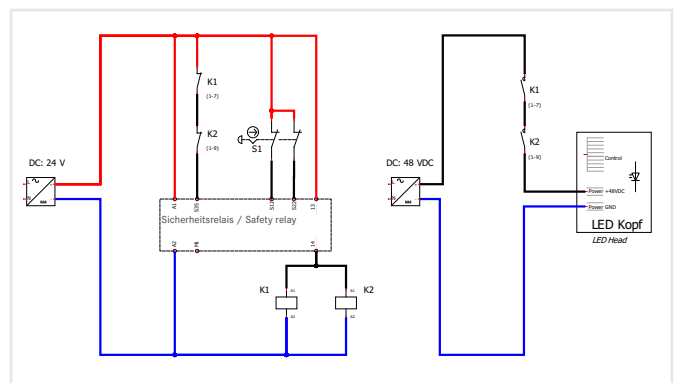 DC: 24 V
K1
(1-7)
K2
(1-9)
S1
A1
S35
S12
S22
13
Sicherheitsrelais / Safety relay
A2
14
K1
A1
A2
K2
A1
A2
DC: 48 VDC
K1
(1-7)
K2
(1-9)
Control
Power
+48VDC
Power
GND
LED Kopf
LED Head